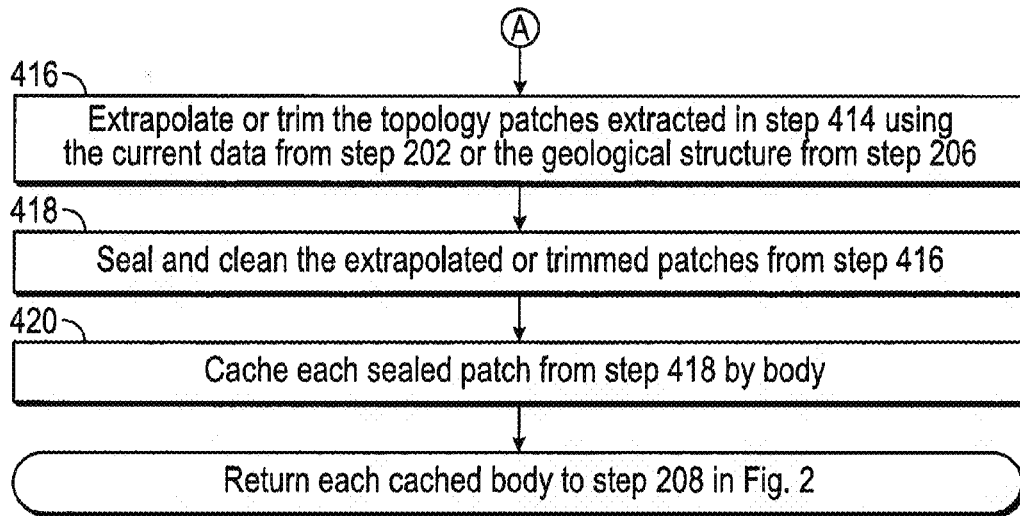 A
416
Extrapolate or trim the topology patches extracted in step 414 using
the current data from step 202 or the geological structure from step 206
418
Seal and clean the extrapolated or trimmed patches from step 416
420
Cache each sealed patch from step 418 by body
Return each cached body to step 208 in Fig. 2